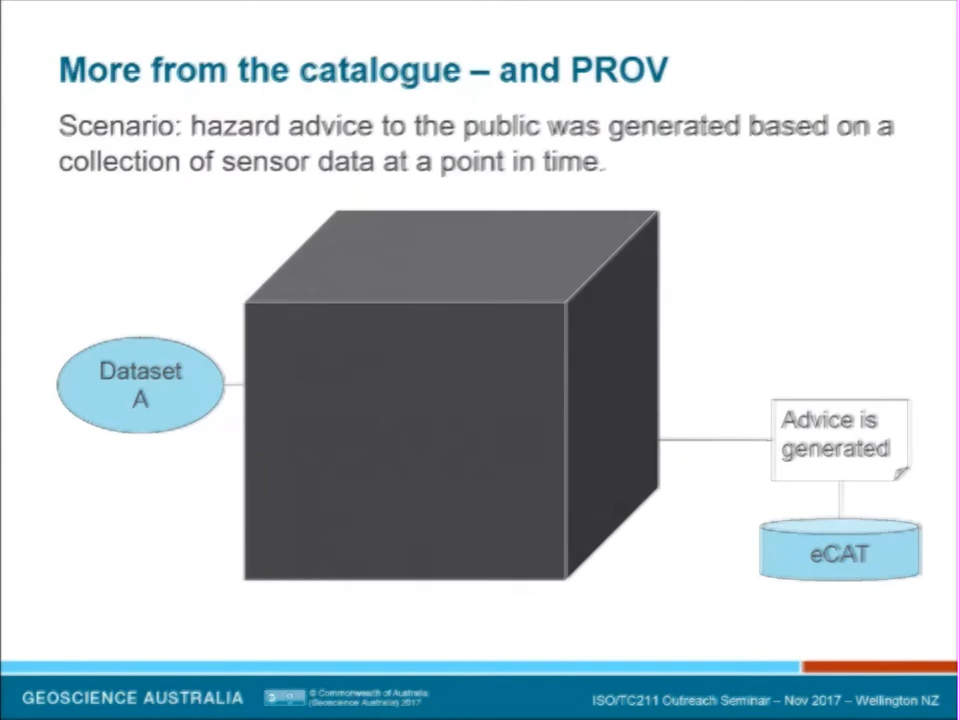 More from the catalogue – and PROV
Scenario: hazard advice to the public was generated based on a
collection of sensor data at a point in time.
Dataset
A
Advice is
generated
eCAT
GEOSCIENCE AUSTRALIA
© Commonwealth of Australia
(Geoscience Australia) 2017
ISO/TC211 Outreach Seminar – Nov 2017 – Wellington NZ